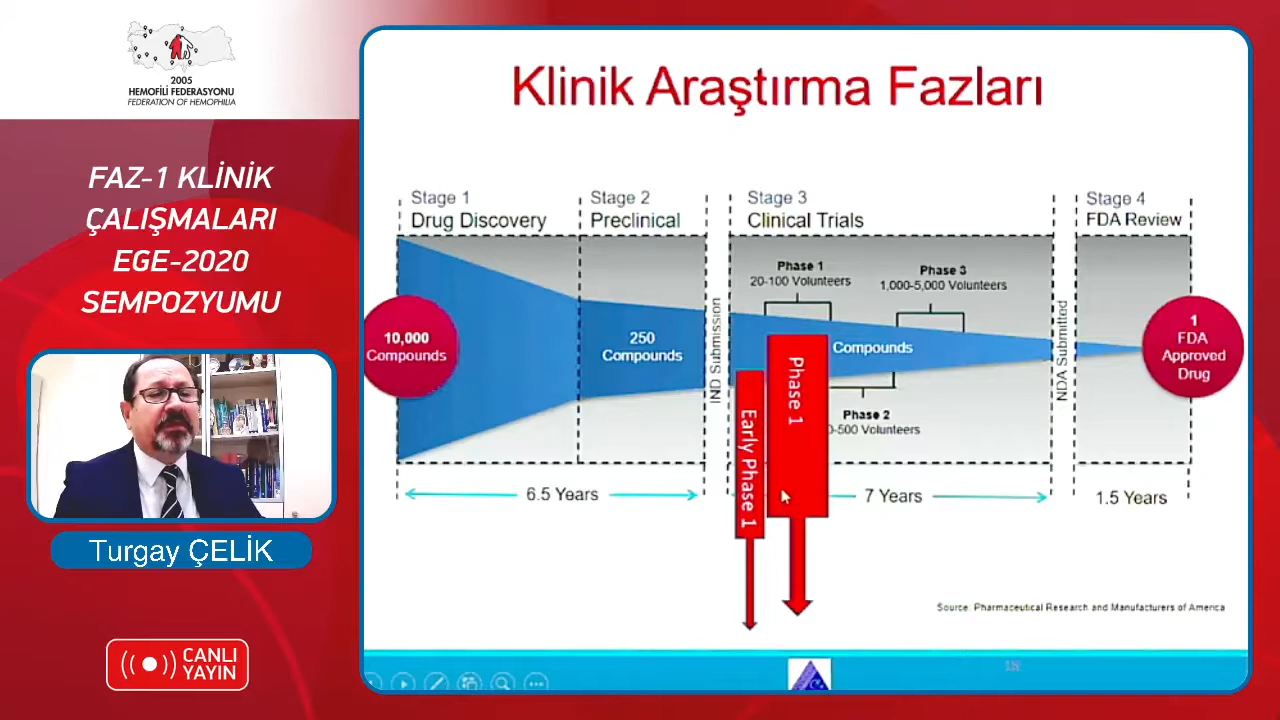 2005
HEMOFİLİ FEDERASYONU
FEDERATION OF HEMOPHILIA
FAZ-1 KLİNİK
ÇALIŞMALARI
EGE-2020
SEMPOZYUMU
Turgay ÇELİK
CANLI
YAYIN
Klinik Araştırma Fazları
Stage 1
Drug Discovery
Stage 2
Preclinical
Stage 3
Clinical Trials
Stage 4
FDA Review
Phase 1
20-100 Volunteers
Phase 3
1,000-5,000 Volunteers
10,000
Compounds
250
Compounds
IND Submission
Compounds
NDA Submitted
1
FDA
Approved
Drug
Phase 1
Early Phase 1
Phase 2
0-500 Volunteers
6.5 Years
7 Years
1.5 Years
Source: Pharmaceutical Research and Manufacturers of America